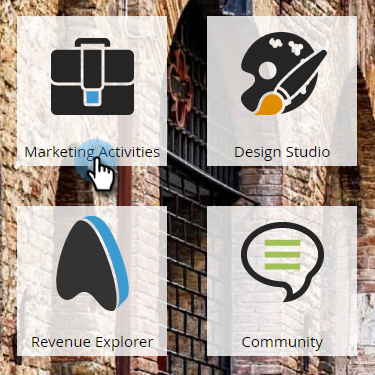 Marketing Activities
Design Studio
Revenue Explorer
Community